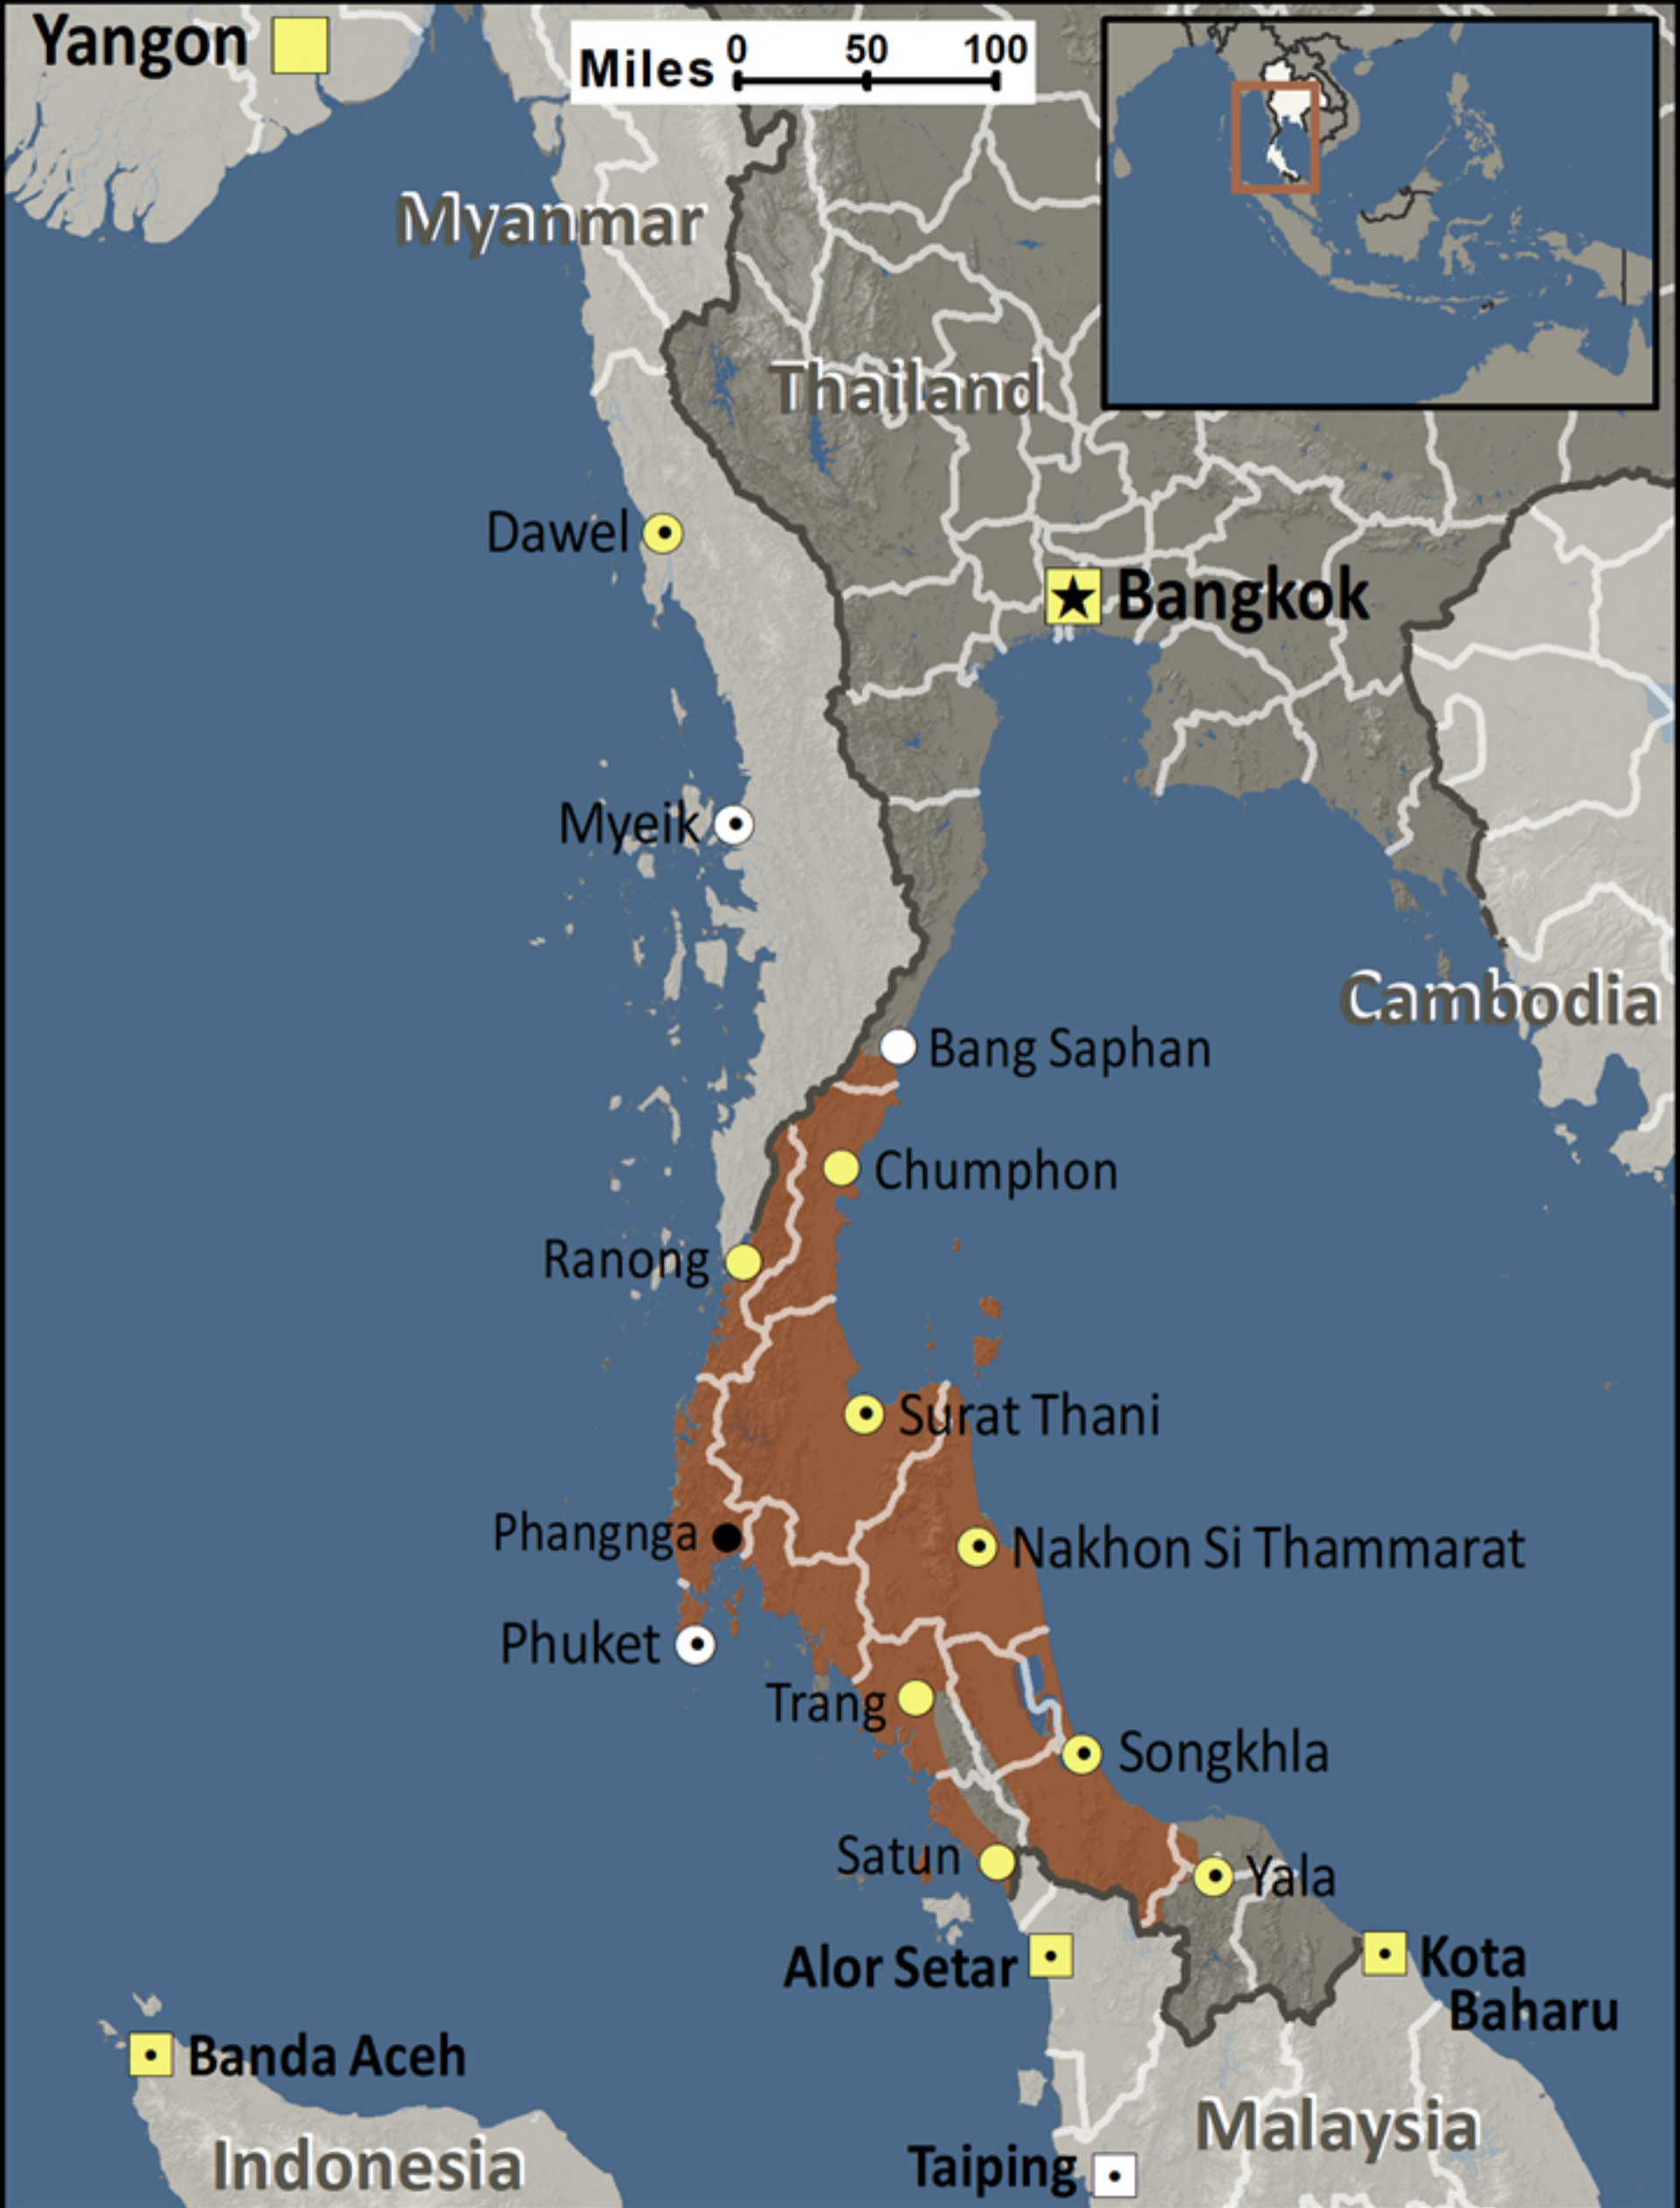 Yangon
Miles 0 50 100
Myanmar
Thailand
Dawel
Bangkok
Myeik
Cambodia
Bang Saphan
Chumphon
Ranong
Surat Thani
Phangnga
Nakhon Si Thammarat
Phuket
Trang
Songkhla
Satun
Yala
Alor Setar
Kota
Baharu
Banda Aceh
Malaysia
Indonesia
Taiping